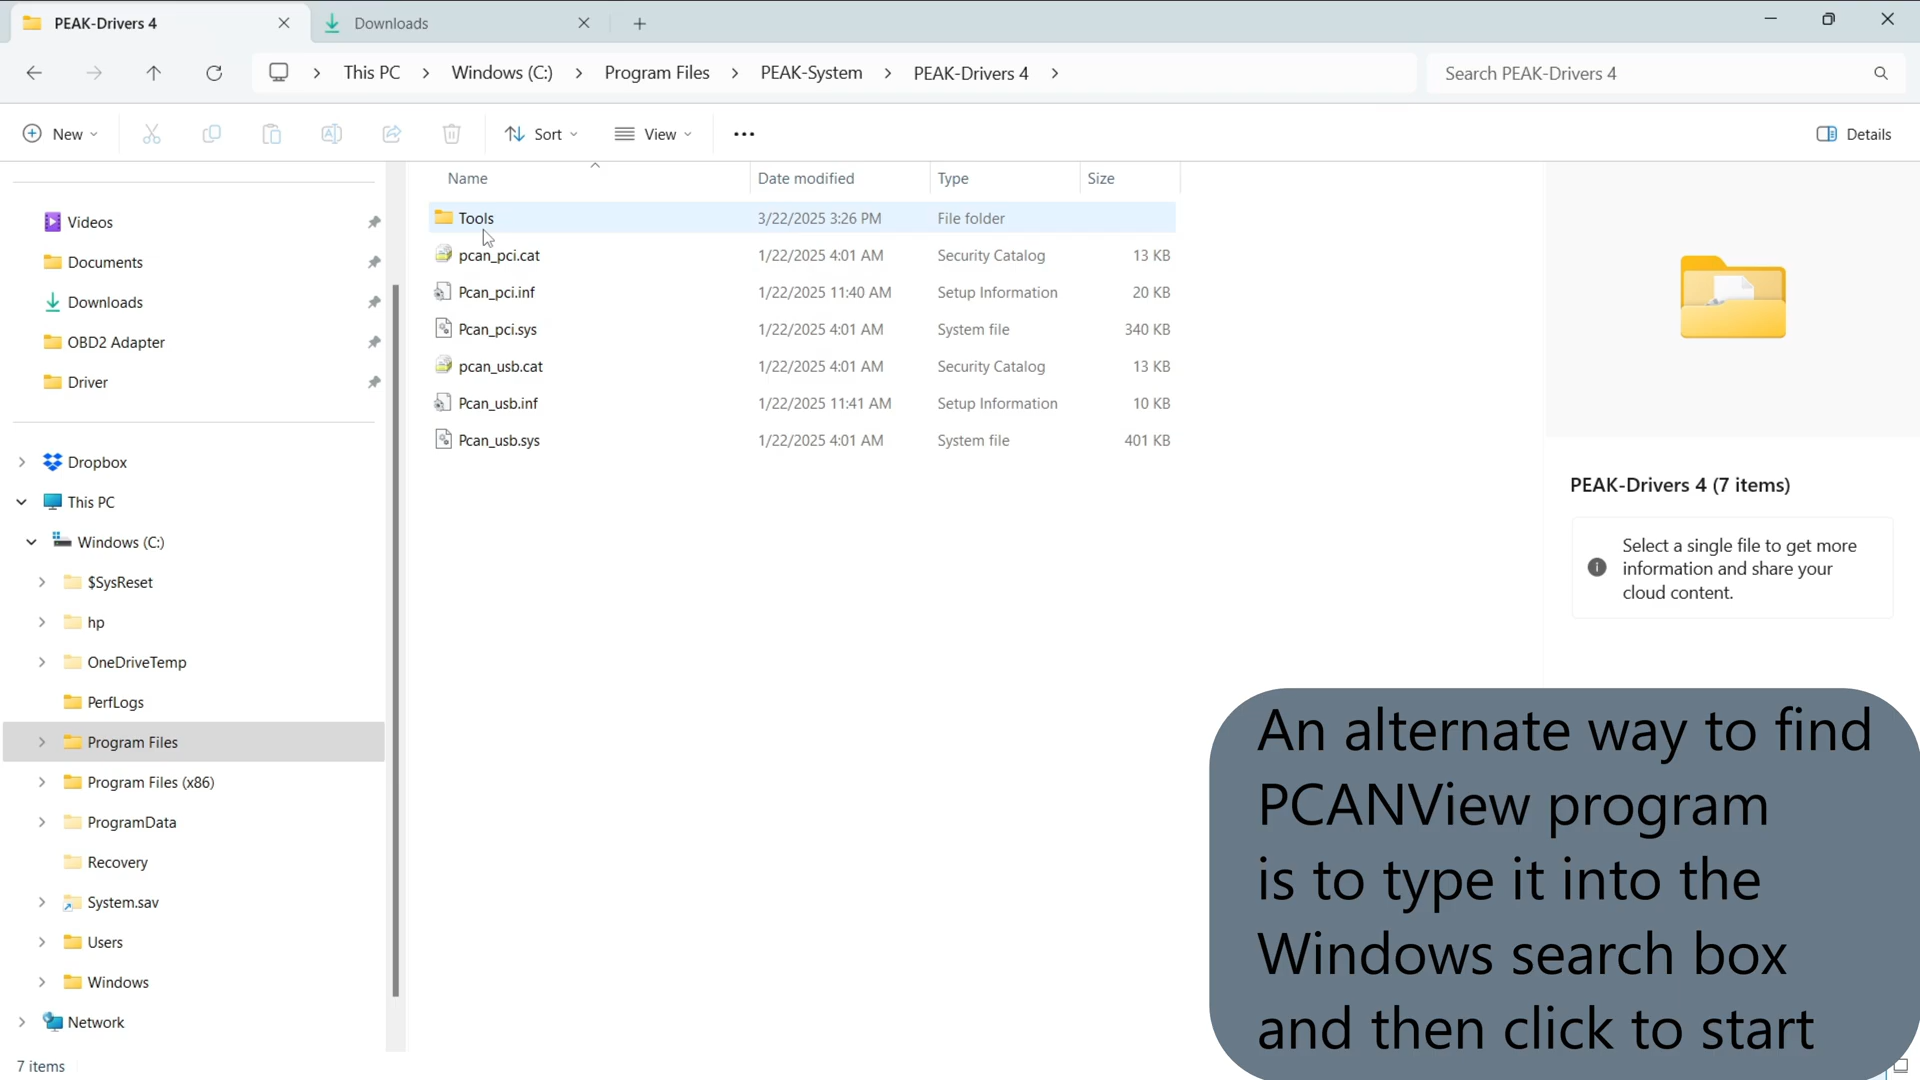 PEAK-Drivers 4
Downloads
This PC
Windows (C:)
Program Files
PEAK-System
PEAK-Drivers 4
Search PEAK-Drivers 4
New
Sort
View
Details
Name
Date modified
Type
Size
Videos
Documents
Downloads
OBD2 Adapter
Driver
Dropbox
This PC
Windows (C:)
$SysReset
hp
OneDriveTemp
PerfLogs
Program Files
Program Files (x86)
ProgramData
Recovery
System.sav
Users
Windows
Network
Tools 3/22/2025 3:26 PM File folder
pcan_pci.cat 1/22/2025 4:01 AM Security Catalog 13 KB
Pcan_pci.inf 1/22/2025 11:40 AM Setup Information 20 KB
Pcan_pci.sys 1/22/2025 4:01 AM System file 340 KB
pcan_usb.cat 1/22/2025 4:01 AM Security Catalog 13 KB
Pcan_usb.inf 1/22/2025 11:41 AM Setup Information 10 KB
Pcan_usb.sys 1/22/2025 4:01 AM System file 401 KB
PEAK-Drivers 4 (7 items)
Select a single file to get more
information and share your
cloud content.
An alternate way to find
PCANView program
is to type it into the
Windows search box
and then click to start
7 items